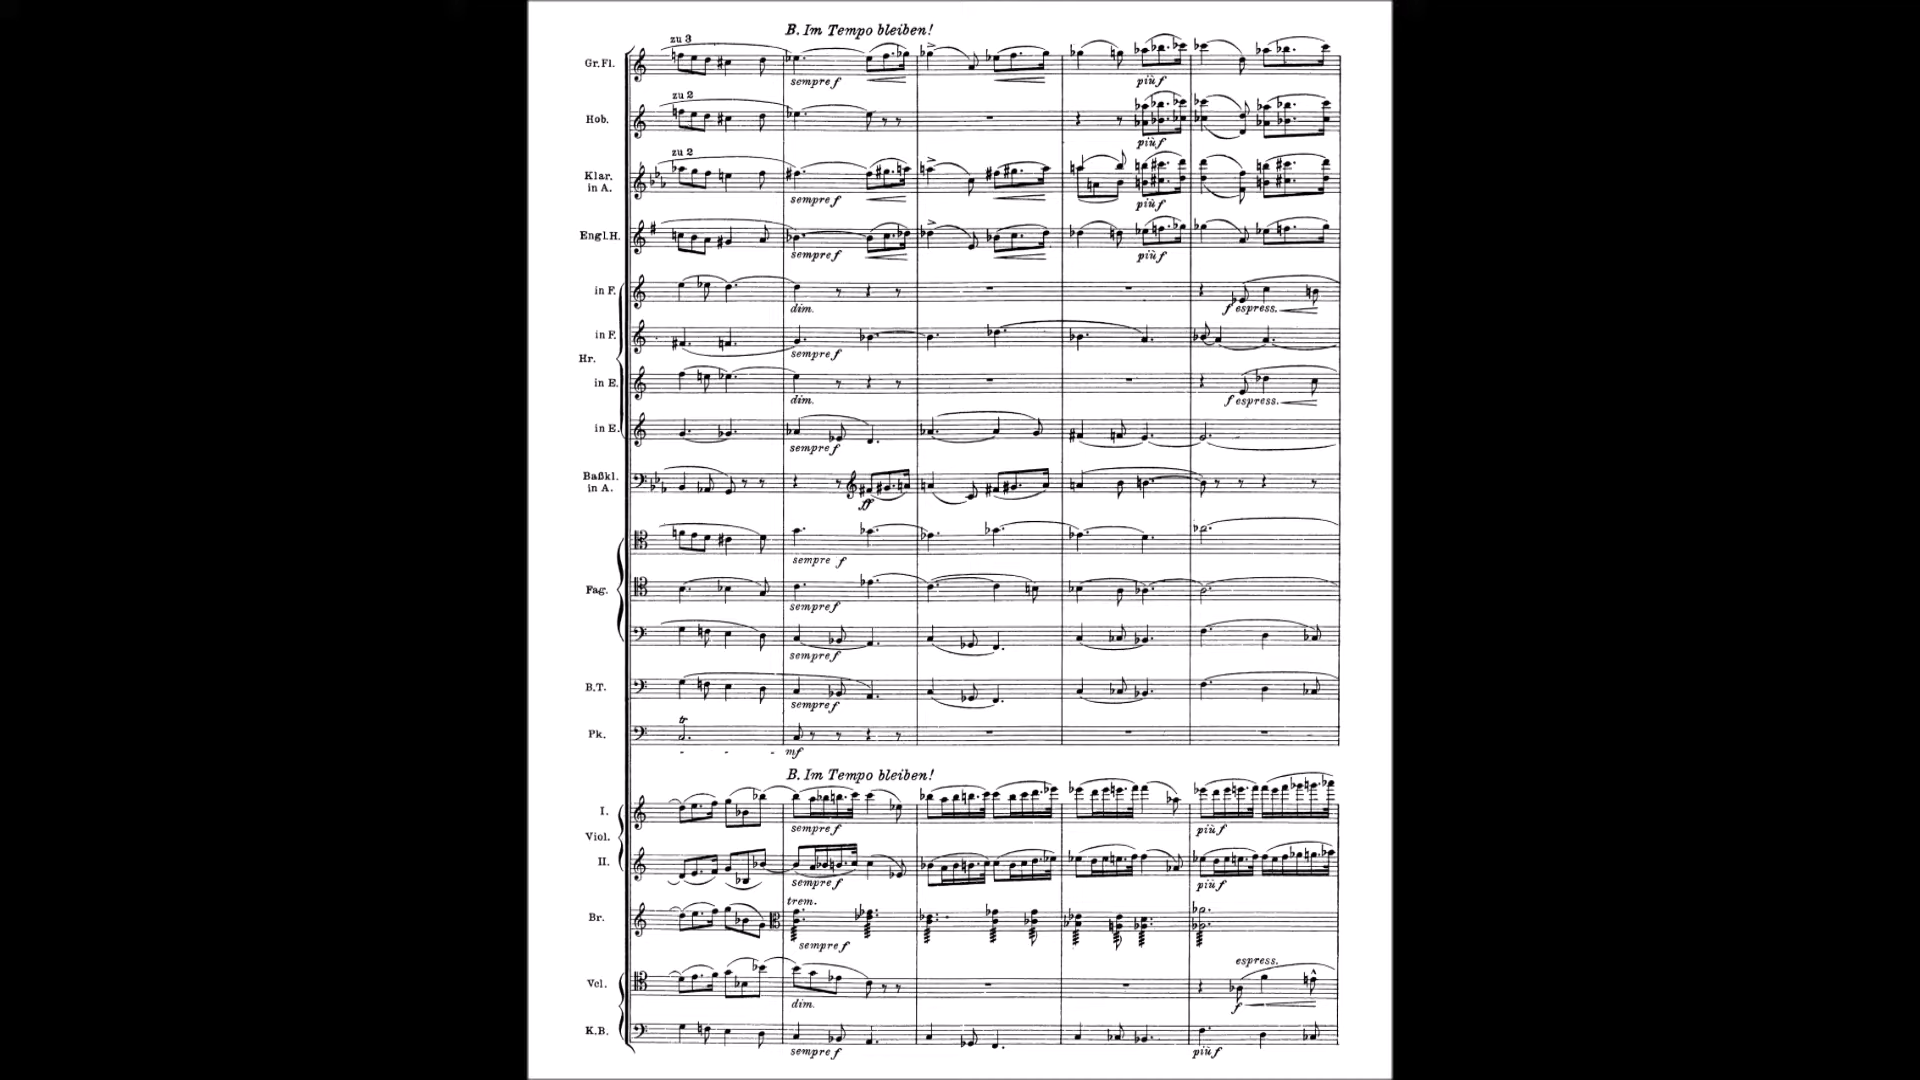 B. Im Tempo bleiben!
zu 3
Gr. Fl.
sempre f
più f
zu 2
Hob.
più f
zu 2
Klar.
in A.
sempre f
più f
Engl. H.
sempre f
più f
in F.
dim.
f espress.
in F.
sempre f
Hr.
in E.
dim.
f espress.
in E.
sempre f
Baßkl.
in A.
ff
sempre f
Fag.
sempre f
sempre f
B. T.
sempre f
tr
Pk.
mf
B. Im Tempo bleiben!
I.
sempre f
più f
Viol.
II.
sempre f
più f
trem.
Br.
sempre f
espress.
Vcl.
dim.
f
K. B.
sempre f
più f